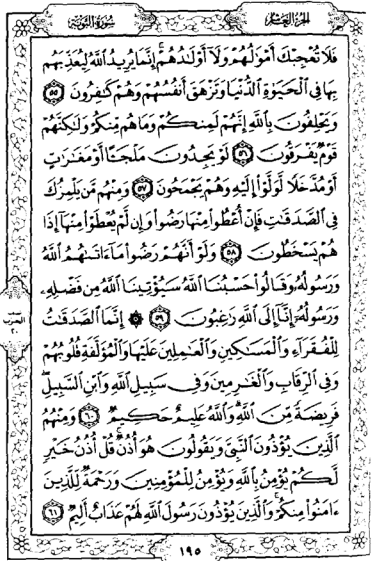 الجزء العاشر
سورة التوبة
فَلَا تُعْجِبْكَ أَمْوَٰلُهُمْ وَلَآ أَوْلَـٰدُهُمْ ۚ إِنَّمَا يُرِيدُ ٱللَّهُ لِيُعَذِّبَهُم
بِهَا فِى ٱلْحَيَوٰةِ ٱلدُّنْيَا وَتَزْهَقَ أَنفُسُهُمْ وَهُمْ كَـٰفِرُونَ ٥٥
وَيَحْلِفُونَ بِٱللَّهِ إِنَّهُمْ لَمِنكُمْ وَمَا هُم مِّنكُمْ وَلَـٰكِنَّهُمْ
قَوْمٌ يَفْرَقُونَ ٥٦ لَوْ يَجِدُونَ مَلْجَـًٔا أَوْ مَغَـٰرَٰتٍ
أَوْ مُدَّخَلًا لَّوَلَّوْا۟ إِلَيْهِ وَهُمْ يَجْمَحُونَ ٥٧ وَمِنْهُم مَّن يَلْمِزُكَ
فِى ٱلصَّدَقَـٰتِ فَإِنْ أُعْطُوا۟ مِنْهَا رَضُوا۟ وَإِن لَّمْ يُعْطَوْا۟ مِنْهَآ إِذَا
هُمْ يَسْخَطُونَ ٥٨ وَلَوْ أَنَّهُمْ رَضُوا۟ مَآ ءَاتَىٰهُمُ ٱللَّهُ
وَرَسُولُهُۥ وَقَالُوا۟ حَسْبُنَا ٱللَّهُ سَيُؤْتِينَا ٱللَّهُ مِن فَضْلِهِۦ
وَرَسُولُهُۥٓ إِنَّآ إِلَى ٱللَّهِ رَٰغِبُونَ ٥٩ ۞ إِنَّمَا ٱلصَّدَقَـٰتُ
لِلْفُقَرَآءِ وَٱلْمَسَـٰكِينِ وَٱلْعَـٰمِلِينَ عَلَيْهَا وَٱلْمُؤَلَّفَةِ قُلُوبُهُمْ
وَفِى ٱلرِّقَابِ وَٱلْغَـٰرِمِينَ وَفِى سَبِيلِ ٱللَّهِ وَٱبْنِ ٱلسَّبِيلِ ۖ
فَرِيضَةً مِّنَ ٱللَّهِ ۗ وَٱللَّهُ عَلِيمٌ حَكِيمٌ ٦٠ وَمِنْهُمُ
ٱلَّذِينَ يُؤْذُونَ ٱلنَّبِىَّ وَيَقُولُونَ هُوَ أُذُنٌ ۚ قُلْ أُذُنُ خَيْرٍ
لَّكُمْ يُؤْمِنُ بِٱللَّهِ وَيُؤْمِنُ لِلْمُؤْمِنِينَ وَرَحْمَةٌ لِّلَّذِينَ
ءَامَنُوا۟ مِنكُمْ ۚ وَٱلَّذِينَ يُؤْذُونَ رَسُولَ ٱللَّهِ لَهُمْ عَذَابٌ أَلِيمٌ ٦١
١٩٥